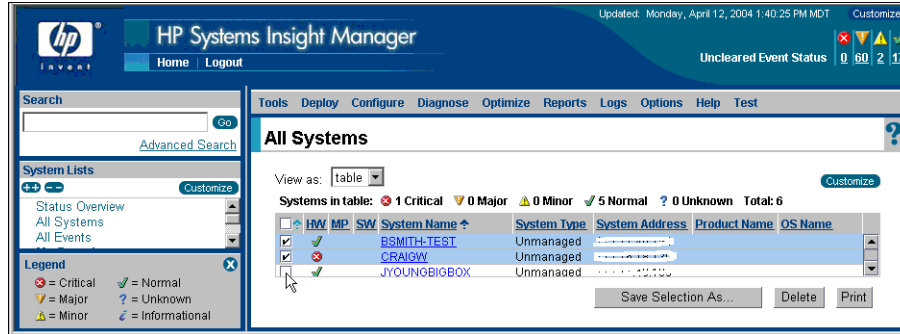 Updated: Monday, April 12, 2004 1:40:25 PM MDT Customize
hp
invent
HP Systems Insight Manager
Home | Logout
Uncleared Event Status 0 60 2
Search
Go
Advanced Search
System Lists
Customize
Status Overview
All Systems
All Events
Legend
= Critical = Normal
= Major ? = Unknown
= Minor i = Informational
Tools Deploy Configure Diagnose Optimize Reports Logs Options Help Test
All Systems
?
View as: table
Customize
Systems in table: 1 Critical 0 Major 0 Minor 5 Normal ? 0 Unknown Total: 6
HW MP SW System Name System Type System Address Product Name OS Name
BSMITH-TEST Unmanaged
CRAIGW Unmanaged
JYOUNGBIGBOX Unmanaged
Save Selection As... Delete Print